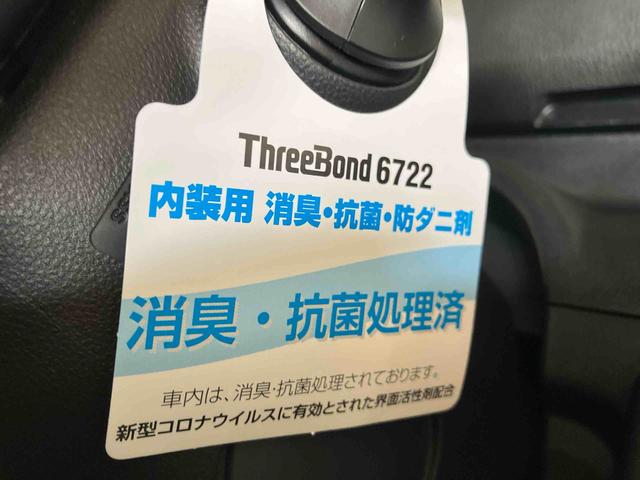 ThreeBond 6722
内装用 消臭・抗菌・防ダニ剤
消臭・抗菌処理済
車内は、消臭・抗菌処理されております。
新型コロナウイルスに有効とされた界面活性剤配合